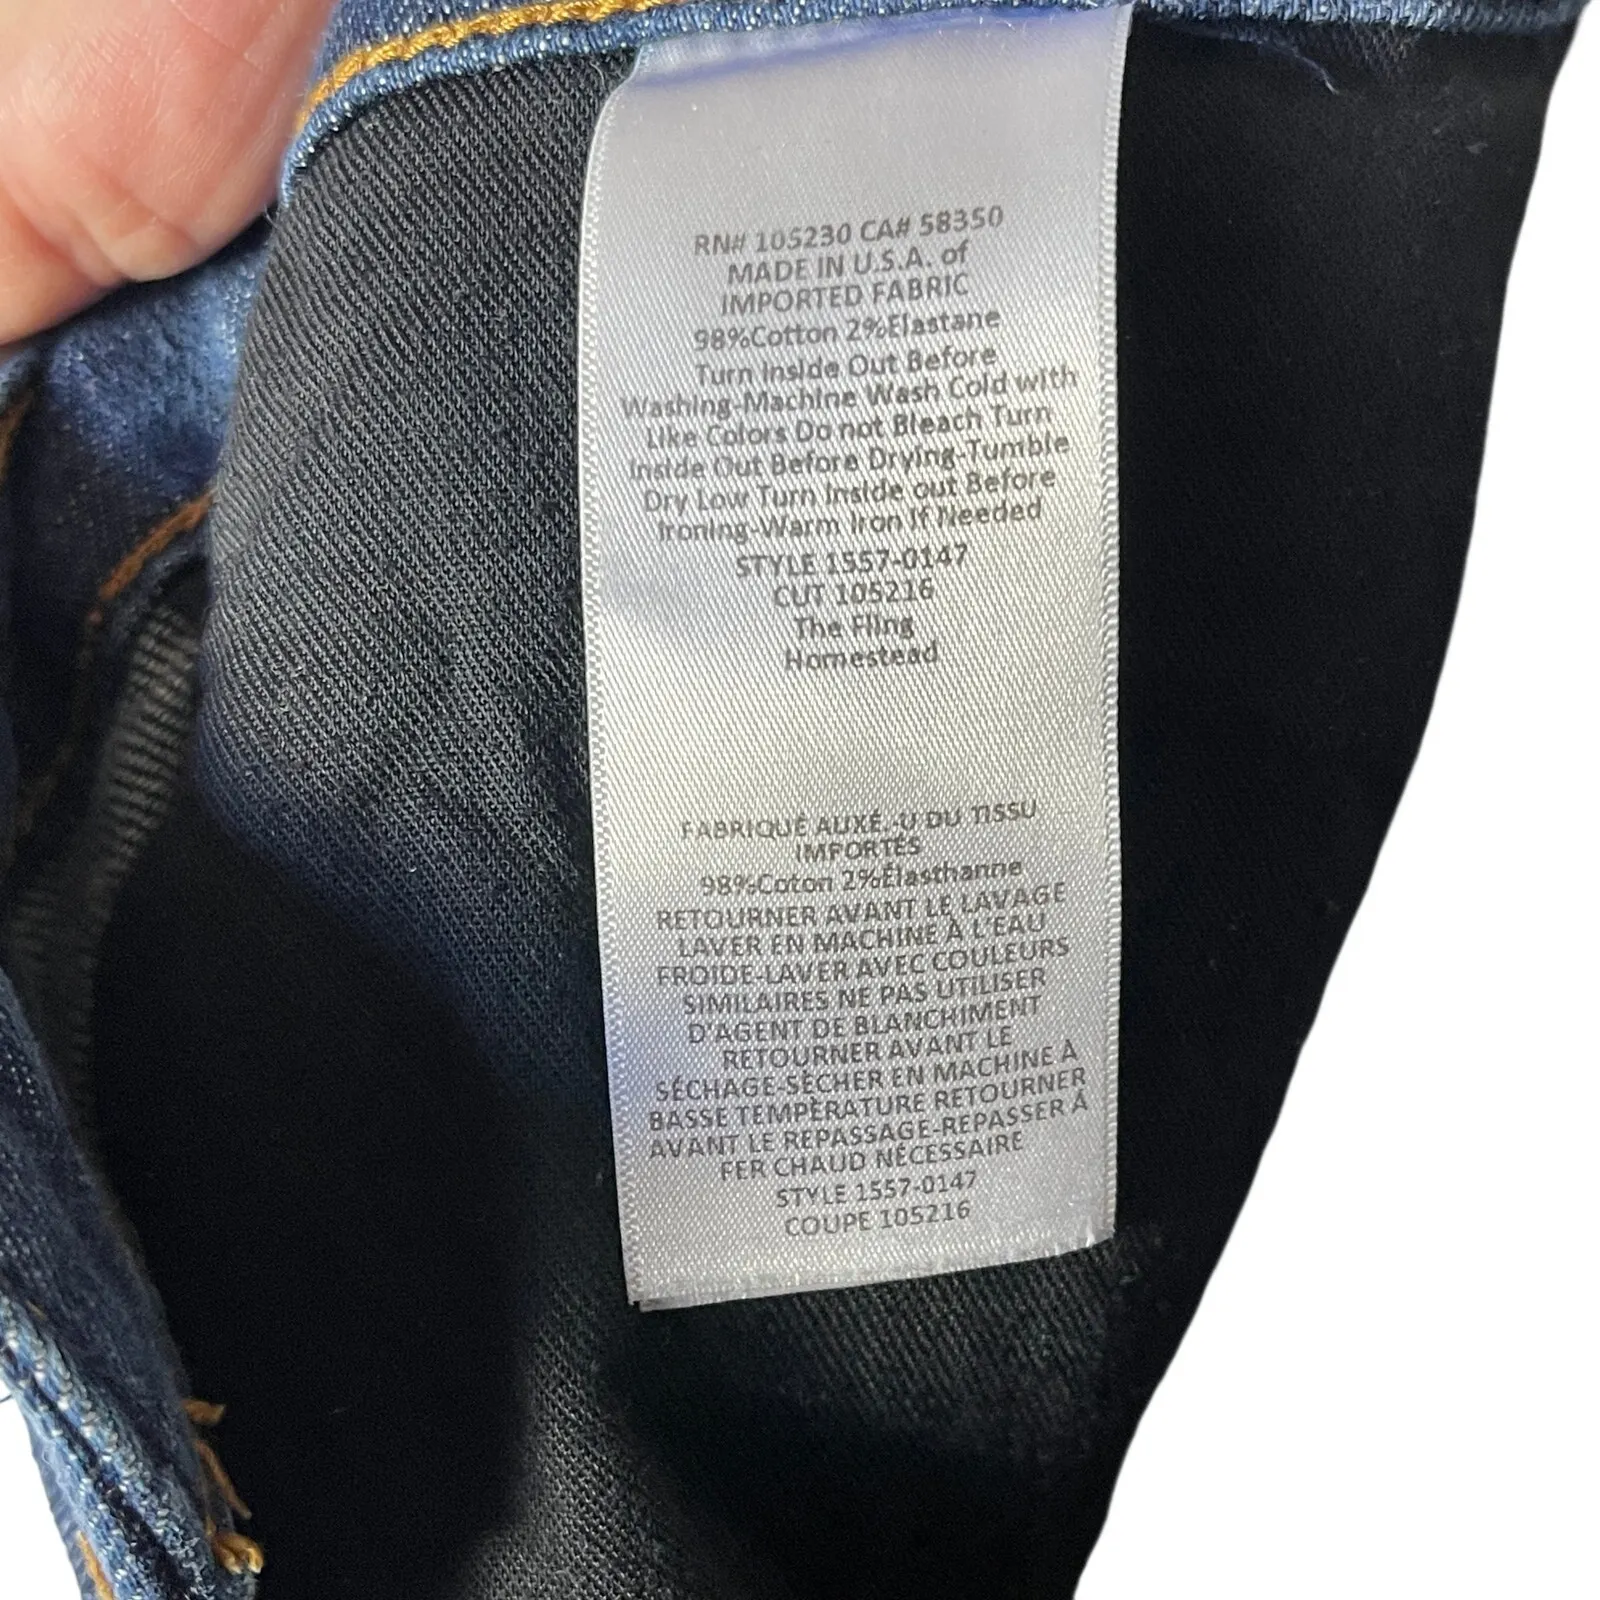 RN# 105230 CA# 58350
MADE IN U.S.A. of
IMPORTED FABRIC
98%Cotton 2%Elastane
Turn Inside Out Before
Washing-Machine Wash Cold with
Like Colors Do not Bleach Turn
Inside Out Before Drying-Tumble
Dry Low Turn Inside out Before
Ironing-Warm Iron If Needed
STYLE 1557-0147
CUT 105216
The Fling
Homestead
FABRIQUÉ AUXÉ.-U DU TISSU
IMPORTÉS
98%Coton 2%Élasthanne
RETOURNER AVANT LE LAVAGE
LAVER EN MACHINE À L'EAU
FROIDE-LAVER AVEC COULEURS
SIMILAIRES NE PAS UTILISER
D'AGENT DE BLANCHIMENT
RETOURNER AVANT LE
SÉCHAGE-SÈCHER EN MACHINE À
BASSE TEMPÈRATURE RETOURNER
AVANT LE REPASSAGE-REPASSER À
FER CHAUD NÉCESSAIRE
STYLE 1557-0147
COUPE 105216